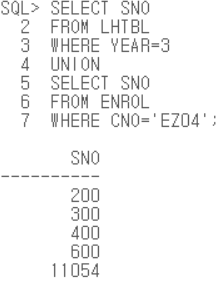 SQL> SELECT SNO
2 FROM LHTBL
3 WHERE YEAR=3
4 UNION
5 SELECT SNO
6 FROM ENROL
7 WHERE CNO='EZ04';
SNO
----------
200
300
400
600
11054